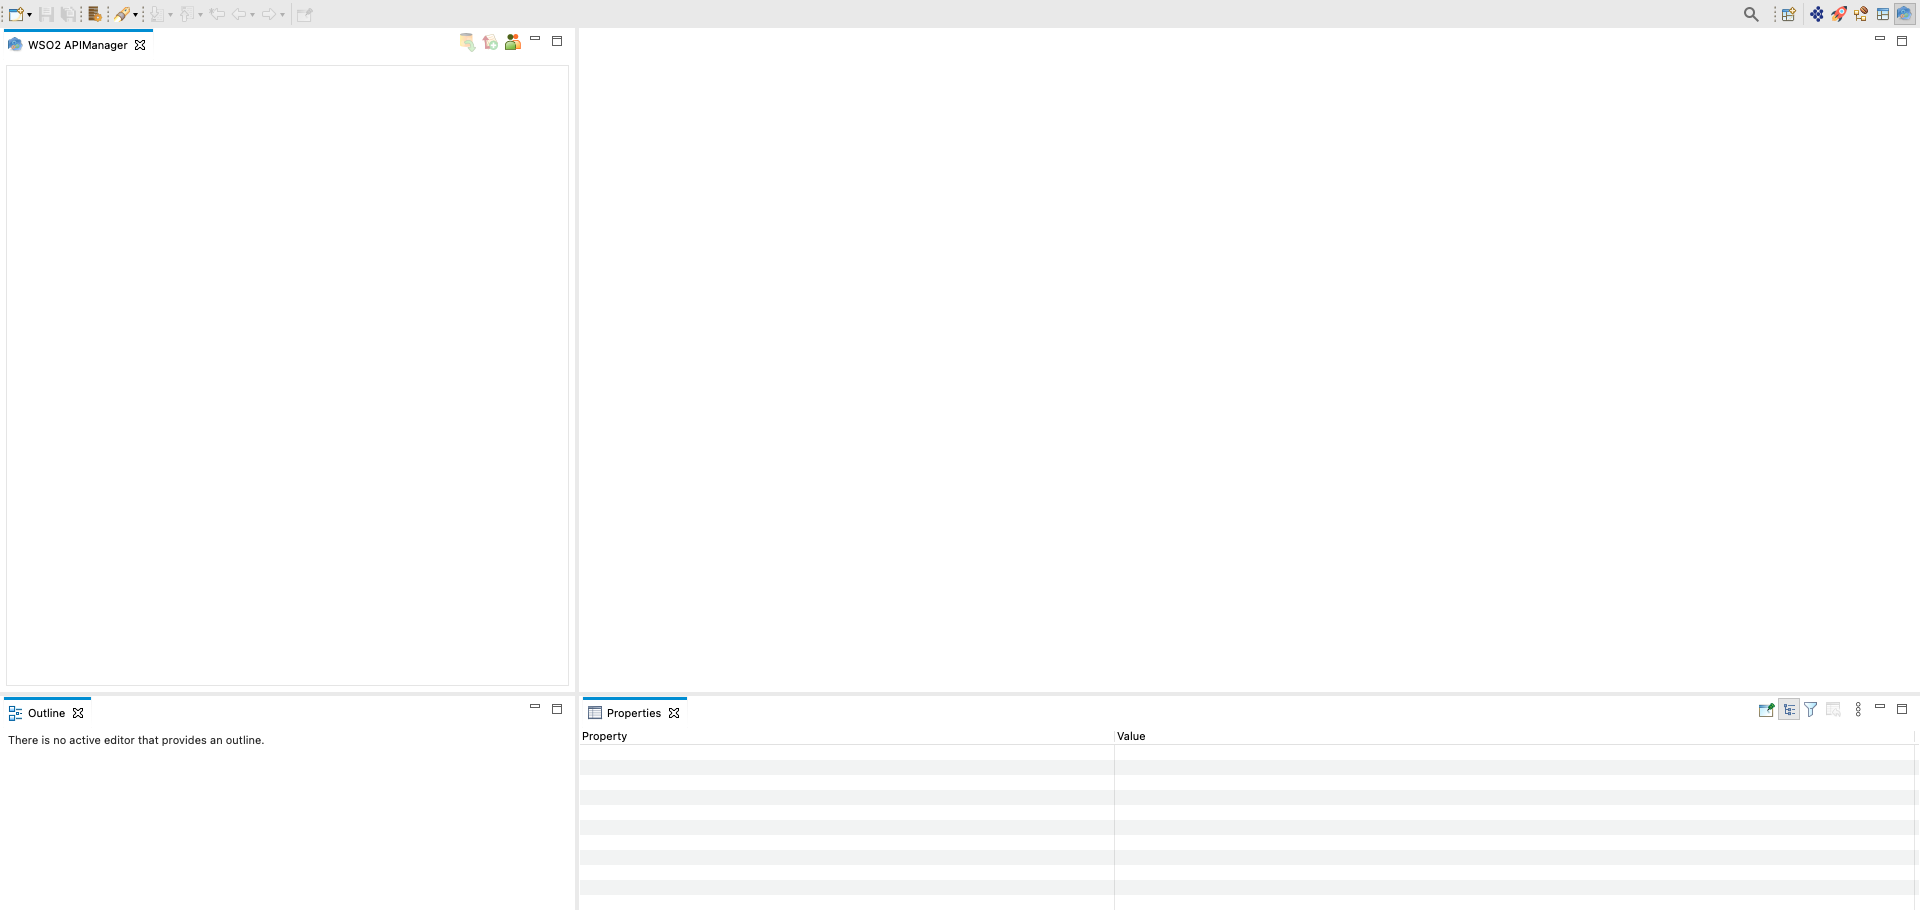 WSO2 APIManager
Outline
There is no active editor that provides an outline.
Properties
Property
Value